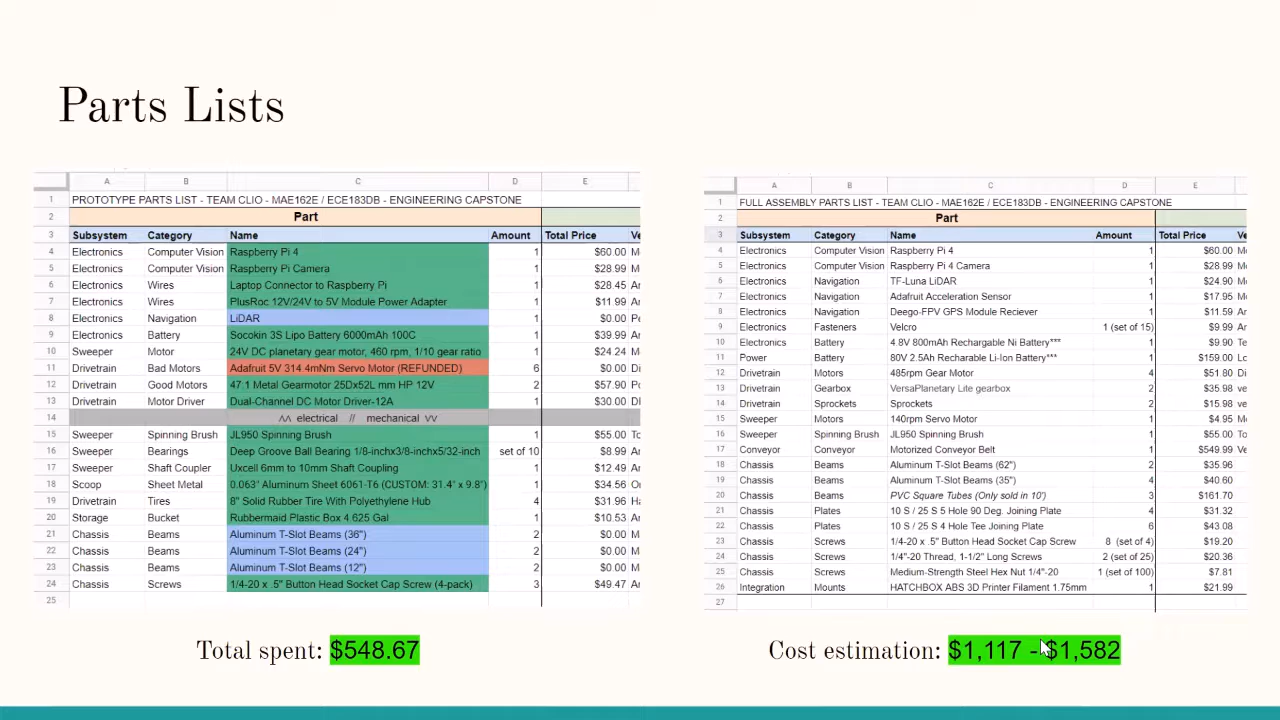 Parts Lists
A B C D E
1 PROTOTYPE PARTS LIST - TEAM CLIO - MAE162E / ECE183DB - ENGINEERING CAPSTONE
2 Part
3 Subsystem Category Name Amount Total Price Ve
4 Electronics Computer Vision Raspberry Pi 4 1 $60.00
5 Electronics Computer Vision Raspberry Pi Camera 1 $28.99
6 Electronics Wires Laptop Connector to Raspberry Pi 1 $28.45
7 Electronics Wires PlusRoc 12V/24V to 5V Module Power Adapter 1 $11.99
8 Electronics Navigation LiDAR 1 $0.00
9 Electronics Battery Socokin 3S Lipo Battery 6000mAh 100C 1 $39.99
10 Sweeper Motor 24V DC planetary gear motor, 460 rpm, 1/10 gear ratio 1 $24.24
11 Drivetrain Bad Motors Adafruit 5V 314.4mNm Servo Motor (REFUNDED) 6 $0.00
12 Drivetrain Good Motors 47:1 Metal Gearmotor 25Dx52L mm HP 12V 2 $57.90
13 Drivetrain Motor Driver Dual-Channel DC Motor Driver-12A 1 $30.00
14 ^^ electrical // mechanical VV
15 Sweeper Spinning Brush JL950 Spinning Brush 1 $55.00
16 Sweeper Bearings Deep Groove Ball Bearing 1/8-inchx3/8-inchx5/32-inch set of 10 $8.99
17 Sweeper Shaft Coupler Uxcell 6mm to 10mm Shaft Coupling 1 $12.49
18 Scoop Sheet Metal 0.063" Aluminum Sheet 6061-T6 (CUSTOM: 31.4" x 9.8") 1 $34.56
19 Drivetrain Tires 8" Solid Rubber Tire With Polyethylene Hub 4 $31.96
20 Storage Bucket Rubbermaid Plastic Box 4.625 Gal 1 $10.53
21 Chassis Beams Aluminum T-Slot Beams (36") 2 $0.00
22 Chassis Beams Aluminum T-Slot Beams (24") 2 $0.00
23 Chassis Beams Aluminum T-Slot Beams (12") 2 $0.00
24 Chassis Screws 1/4-20 x .5" Button Head Socket Cap Screw (4-pack) 3 $49.47
25
Total spent: $548.67
A B C D E
1 FULL ASSEMBLY PARTS LIST - TEAM CLIO - MAE162E / ECE183DB - ENGINEERING CAPSTONE
2 Part
3 Subsystem Category Name Amount Total Price Ve
4 Electronics Computer Vision Raspberry Pi 4 1 $60.00
5 Electronics Computer Vision Raspberry Pi Camera 1 $28.99
6 Electronics Navigation TF-Luna LiDAR 1 $24.90
7 Electronics Navigation Adafruit Acceleration Sensor 1 $17.95
8 Electronics Navigation Deego-FPV GPS Module Reciever 1 $11.59
9 Electronics Fasteners Velcro 1 (set of 15) $9.99
10 Electronics Battery 4.8V 800mAh Rechargable Ni Battery*** 1 $9.90
11 Power Battery 80V 2.5Ah Recharable Li-Ion Battery*** 1 $159.00
12 Drivetrain Motors 485rpm Gear Motor 4 $51.80
13 Drivetrain Gearbox VersaPlanetary Lite gearbox 2 $35.98
14 Drivetrain Sprockets Sprockets 2 $15.98
15 Sweeper Motors 140rpm Servo Motor 1 $4.95
16 Sweeper Spinning Brush JL950 Spinning Brush 1 $55.00
17 Conveyor Conveyor Motorized Conveyor Belt 1 $549.99
18 Chassis Beams Aluminum T-Slot Beams (62") 2 $35.96
19 Chassis Beams Aluminum T-Slot Beams (35") 4 $40.60
20 Chassis Beams PVC Square Tubes (Only sold in 10') 3 $161.70
21 Chassis Plates 10 S / 25 S 5 Hole 90 Deg. Joining Plate 4 $31.32
22 Chassis Plates 10 S / 25 S 4 Hole Tee Joining Plate 6 $43.08
23 Chassis Screws 1/4-20 x .5" Button Head Socket Cap Screw 8 (set of 4) $19.20
24 Chassis Screws 1/4"-20 Thread, 1-1/2" Long Screws 2 (set of 25) $20.36
25 Chassis Screws Medium-Strength Steel Hex Nut 1/4"-20 1 (set of 100) $7.81
26 Integration Mounts HATCHBOX ABS 3D Printer Filament 1.75mm 1 $21.99
27
Cost estimation: $1,117 - $1,582